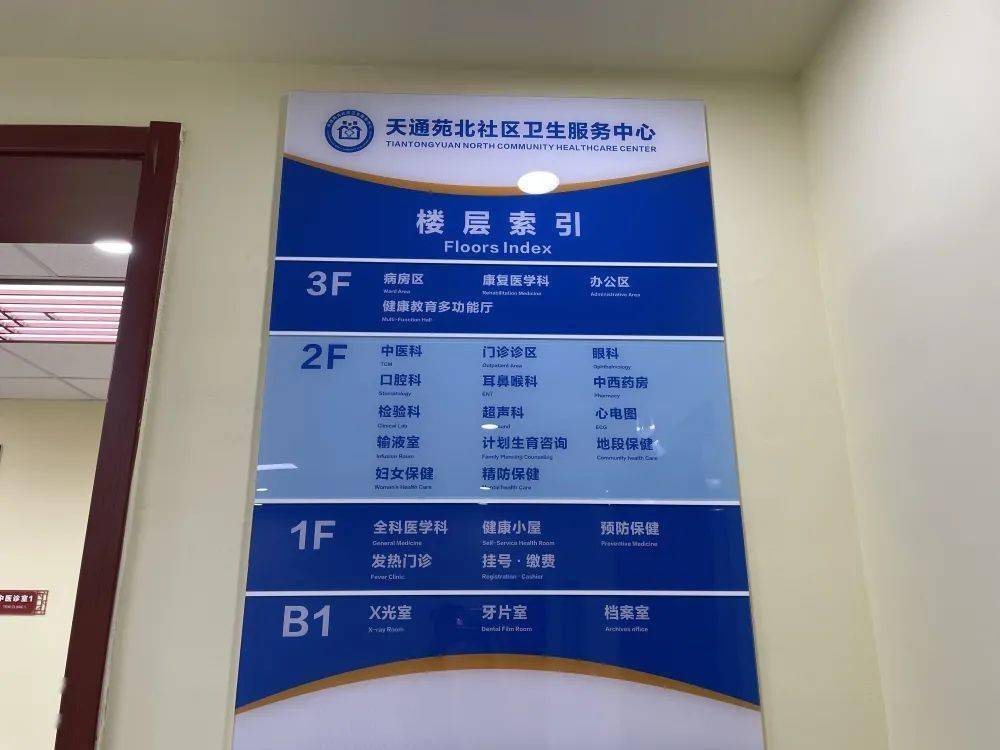 天通苑北社区卫生服务中心
TIANTONGYUAN NORTH COMMUNITY HEALTHCARE CENTER
楼层索引
Floors Index
3F 病房区 康复医学科 办公区
Ward Area Rehabilitation Medicine Administrative Area
健康教育多功能厅
Multi-Function Hall
2F 中医科 门诊诊区 眼科
TCM Outpatient Area Ophthalmology
口腔科 耳鼻喉科 中西药房
Stomatology ENT Pharmacy
检验科 超声科 心电图
Clinical Lab ECG
输液室 计划生育咨询 地段保健
Infusion Room Family Planning Counseling Community health Care
妇女保健 精防保健
Women's Health Care Health Care
1F 全科医学科 健康小屋 预防保健
General Medicine Self-Service Health Room Preventive Medicine
发热门诊 挂号·缴费
Fever Clinic Registration · Cashier
B1 X光室 牙片室 档案室
X-ray Room Dental Film Room Archives office
中医诊室1